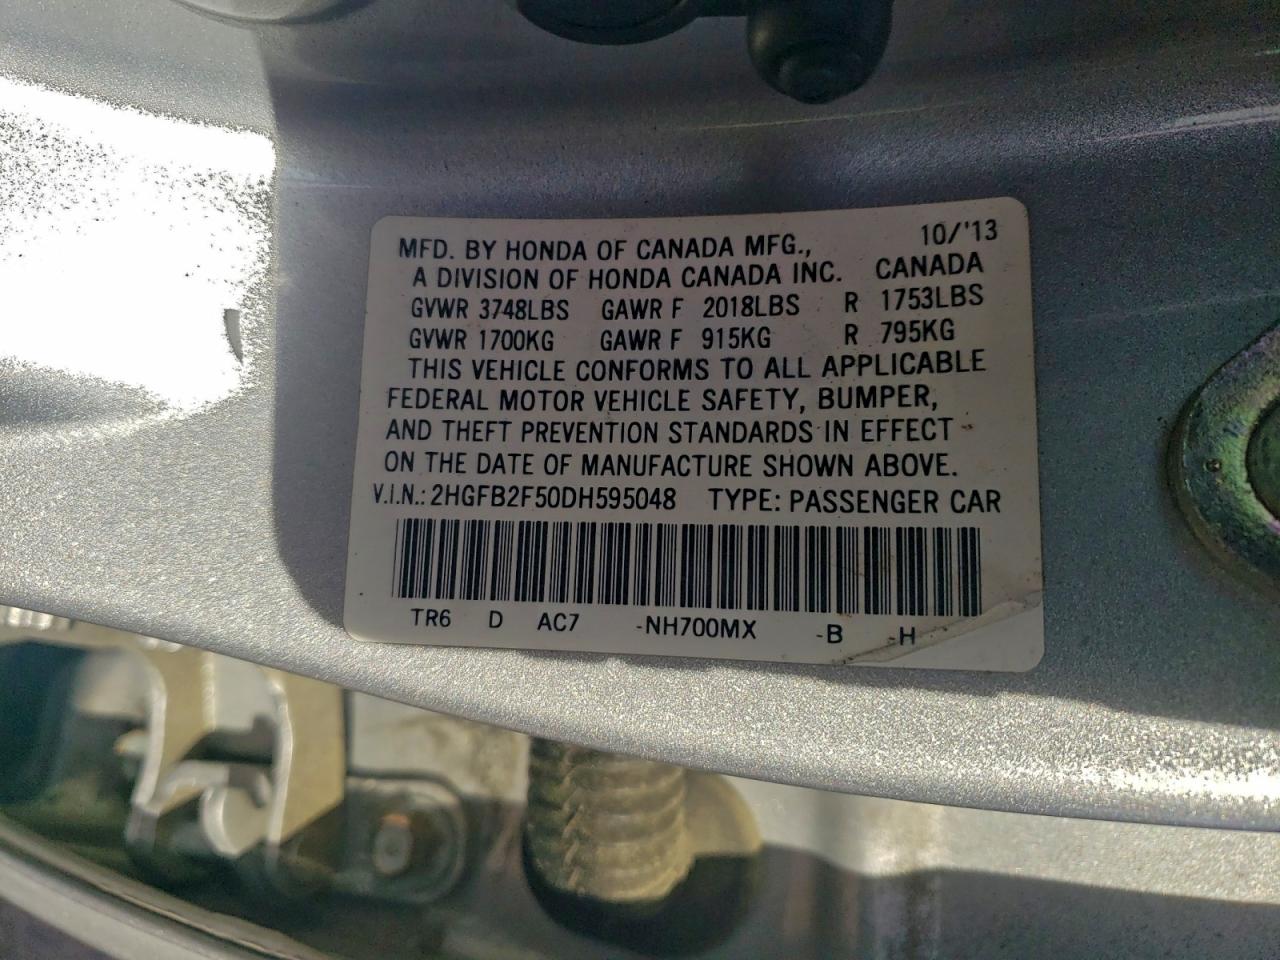 10/'13
MFD. BY HONDA OF CANADA MFG.,
A DIVISION OF HONDA CANADA INC. CANADA
GVWR 3748LBS GAWR F 2018LBS R 1753LBS
GVWR 1700KG GAWR F 915KG R 795KG
THIS VEHICLE CONFORMS TO ALL APPLICABLE
FEDERAL MOTOR VEHICLE SAFETY, BUMPER,
AND THEFT PREVENTION STANDARDS IN EFFECT
ON THE DATE OF MANUFACTURE SHOWN ABOVE.
V.I.N.: 2HGFB2F50DH595048 TYPE: PASSENGER CAR
TR6 D AC7 -NH700MX -B -H